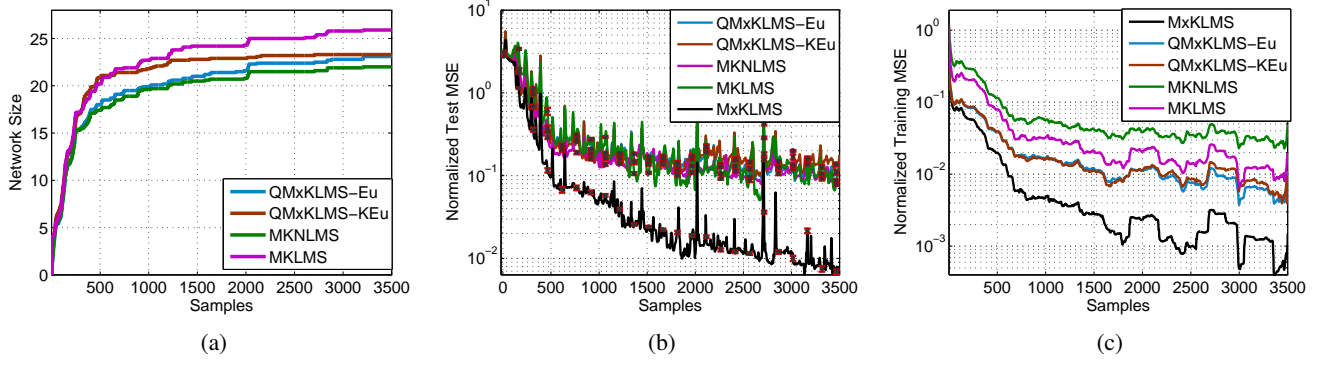 Network Size
25
20
15
10
5
0
500 1000 1500 2000 2500 3000 3500
Samples
QMxKLMS−Eu
QMxKLMS−KEu
MKNLMS
MKLMS
(a)
Normalized Test MSE
10^1
10^0
10^−1
10^−2
0 500 1000 1500 2000 2500 3000 3500
Samples
QMxKLMS−Eu
QMxKLMS−KEu
MKNLMS
MKLMS
MxKLMS
(b)
Normalized Training MSE
10^0
10^−1
10^−2
10^−3
500 1000 1500 2000 2500 3000 3500
Samples
MxKLMS
QMxKLMS−Eu
QMxKLMS−KEu
MKNLMS
MKLMS
(c)